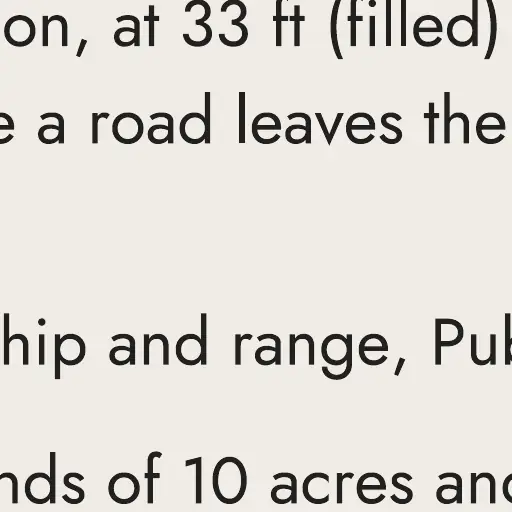 on, at 33 ft (filled)
a road leaves the
hip and range, Pub
nds of 10 acres and